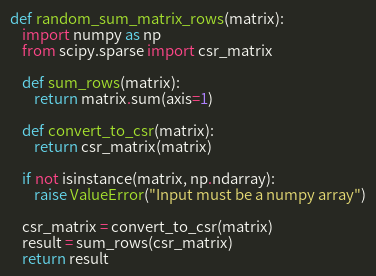 def random_sum_matrix_rows(matrix):
    import numpy as np
    from scipy.sparse import csr_matrix

    def sum_rows(matrix):
        return matrix.sum(axis=1)

    def convert_to_csr(matrix):
        return csr_matrix(matrix)

    if not isinstance(matrix, np.ndarray):
        raise ValueError("Input must be a numpy array")

    csr_matrix = convert_to_csr(matrix)
    result = sum_rows(csr_matrix)
    return result